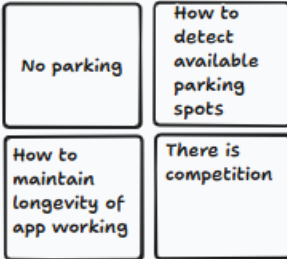 No parking
How to
detect
available
parking
spots
How to
maintain
longevity of
app working
There is
competition